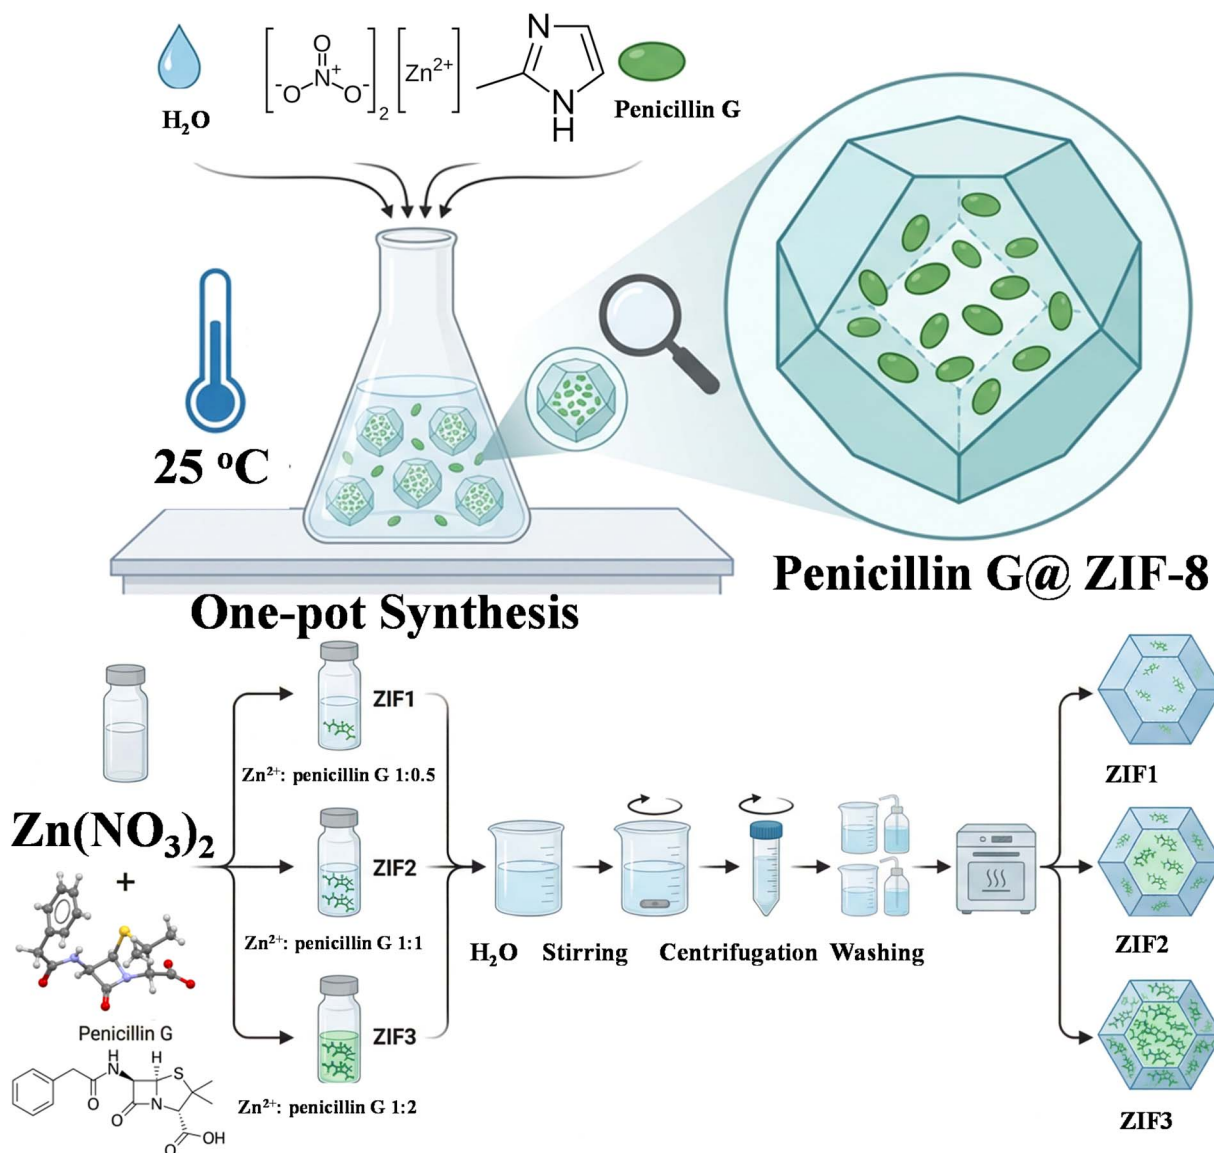 H₂O
O
N⁺
⁻O
O⁻
2
Zn²⁺
N
N
H
Penicillin G
25 °C
Penicillin G@ ZIF-8
One-pot Synthesis
ZIF1
Zn²⁺: penicillin G 1:0.5
Zn(NO₃)₂
+
ZIF2
Zn²⁺: penicillin G 1:1
ZIF3
Zn²⁺: penicillin G 1:2
Penicillin G
H
N
O
H
S
N
O
O
OH
H₂O
Stirring
Centrifugation
Washing
ZIF1
ZIF2
ZIF3